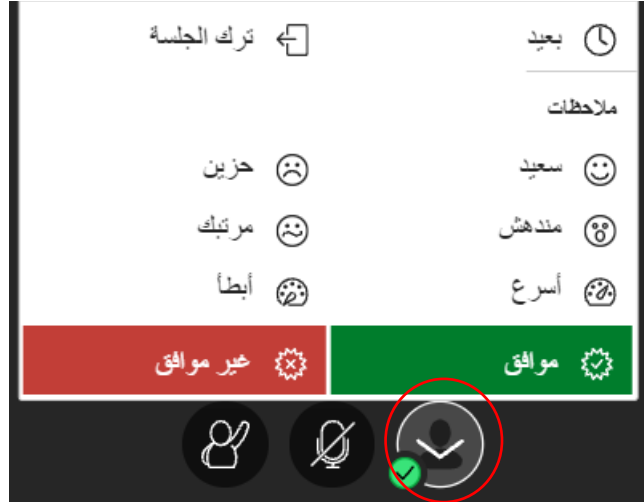 بعيد ترك الجلسة
ملاحظات
سعيد حزين
مندهش مرتبك
أسرع أبطأ
موافق غير موافق